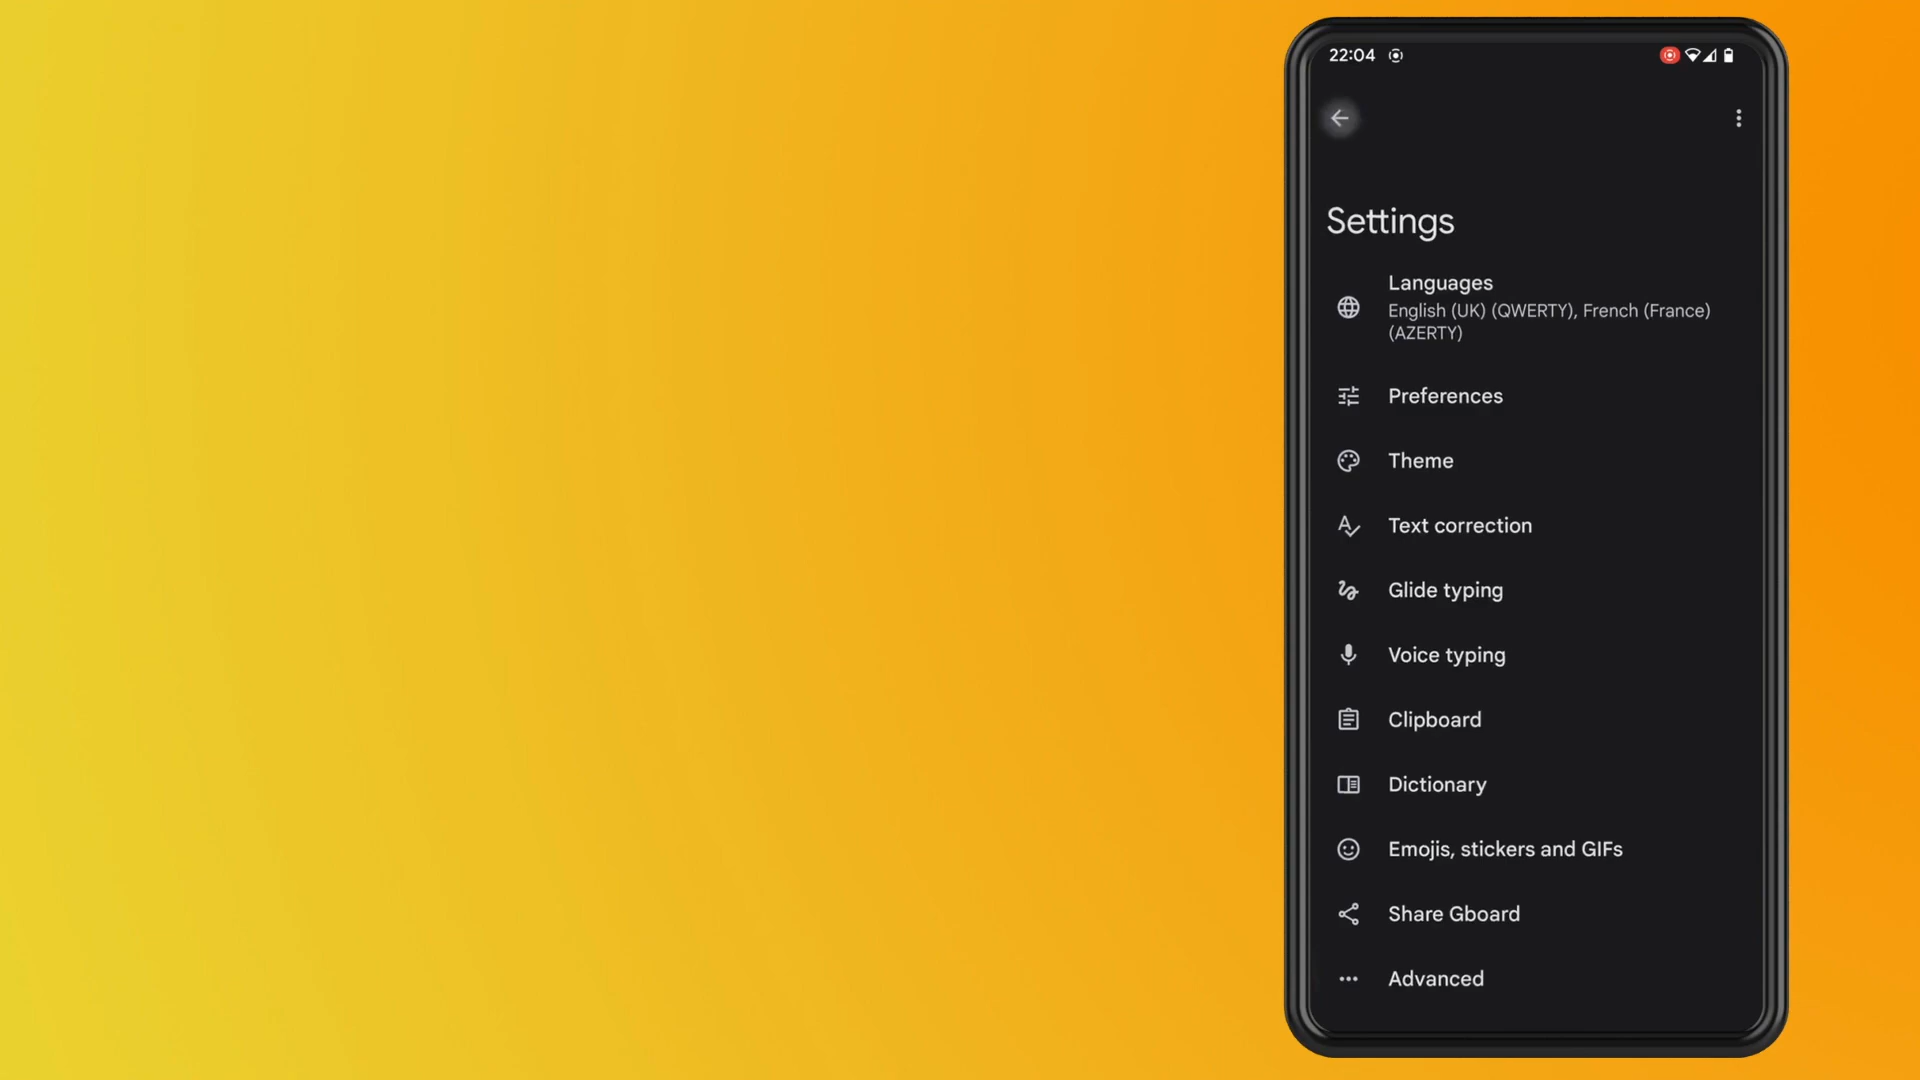 22:04
Settings
Languages
English (UK) (QWERTY), French (France)
(AZERTY)
Preferences
Theme
Text correction
Glide typing
Voice typing
Clipboard
Dictionary
Emojis, stickers and GIFs
Share Gboard
Advanced